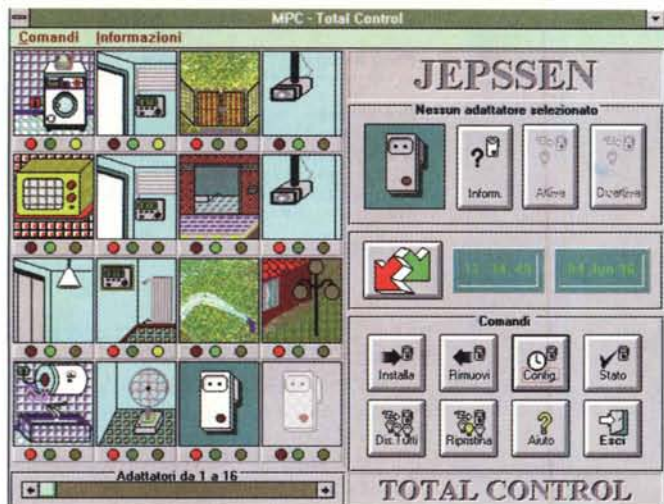 MPC - Total Control
Comandi Informazioni
JEPSSEN
Nessun adattatore selezionato
Inform.
Attiva
Disattiva
Comandi
Installa
Rimuovi
Config.
Stato
Dis.Tutti
Ripristina
Aiuto
Esci
Adattatori da 1 a 16
TOTAL CONTROL